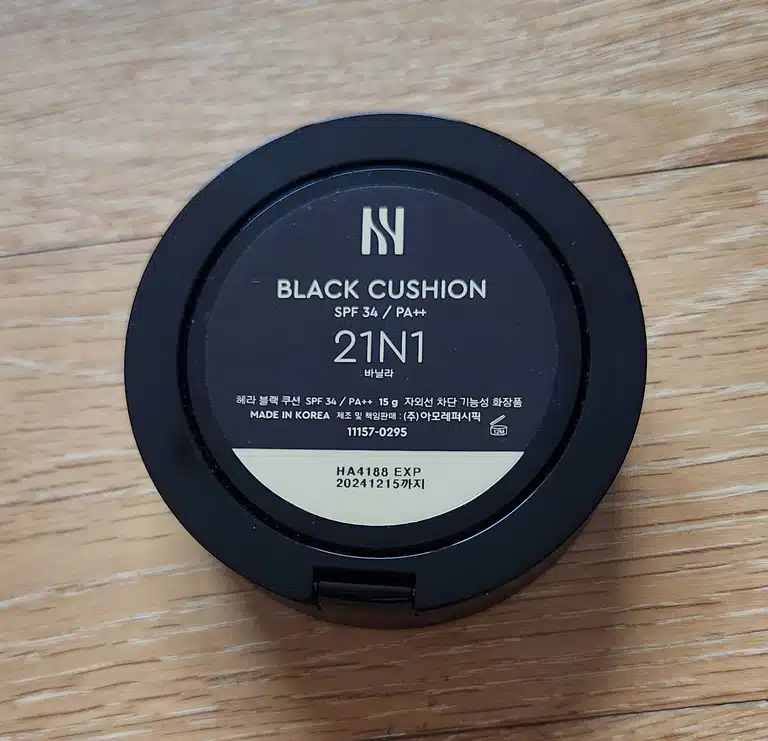 BLACK CUSHION
SPF 34 / PA++
21N1
바닐라
헤라 블랙 쿠션 SPF 34 / PA++ 15 g 자외선 차단 기능성 화장품
MADE IN KOREA 제조 및 책임판매 : (주)아모레퍼시픽
11157-0295
12M
HA4188 EXP
20241215까지